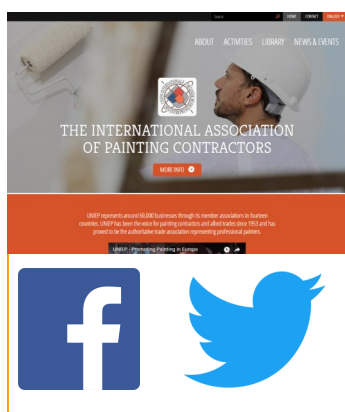 Search
HOME
CONTACT
ENGLISH
ABOUT ACTIVITIES LIBRARY NEWS & EVENTS
THE INTERNATIONAL ASSOCIATION
OF PAINTING CONTRACTORS
MORE INFO
UNIEP represents around 60,000 businesses through its member associations in fourteen
countries. UNIEP has been the voice for painting contractors and allied trades since 1953 and has
proved to be the authoritative trade association representing professional painters.
UNIEP - Promoting Painting in Europe
f